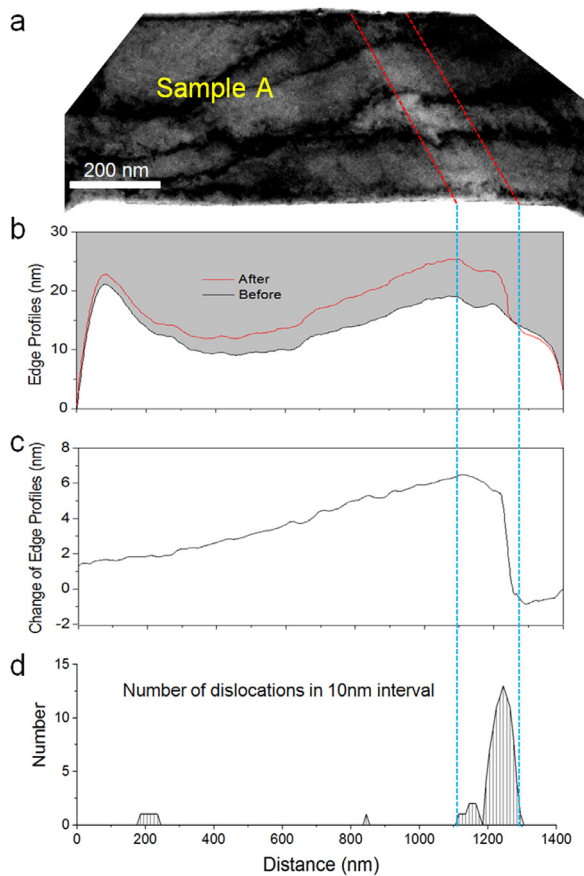 a
Sample A
200 nm
b
30
20
10
0
Edge Profiles (nm)
After
Before
c
8
6
4
2
0
-2
Change of Edge Profiles (nm)
d
15
10
5
0
Number
Number of dislocations in 10nm interval
0 200 400 600 800 1000 1200 1400
Distance (nm)